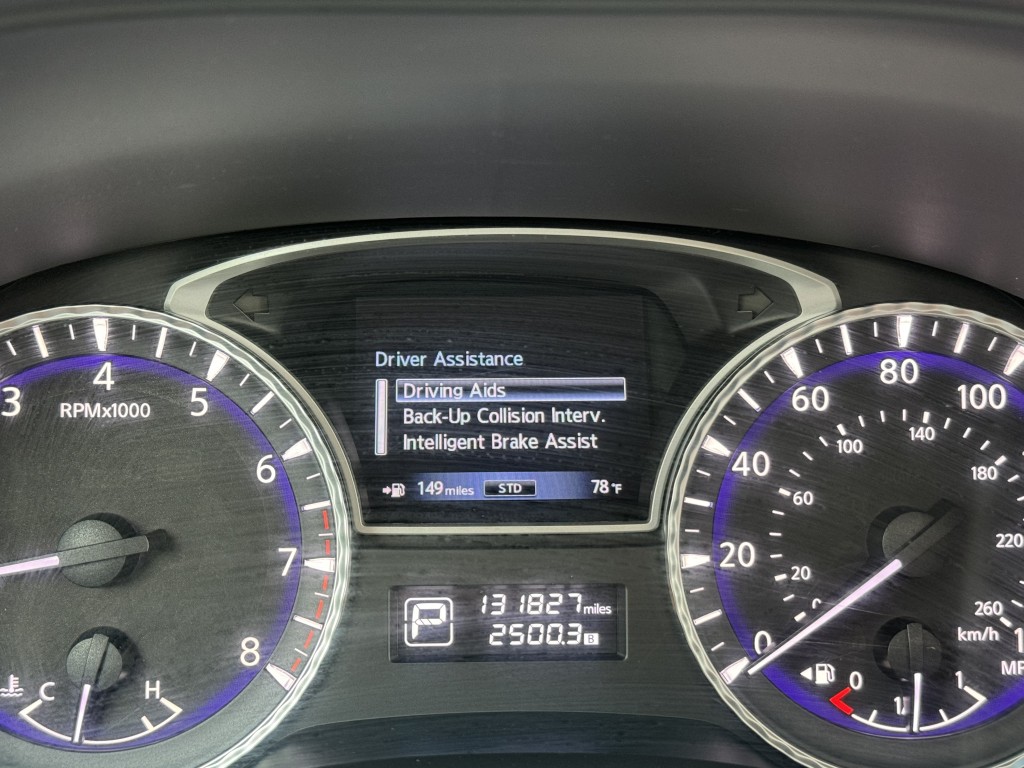 Driver Assistance
Driving Aids
Back-Up Collision Interv.
Intelligent Brake Assist
149 miles STD 78°F
P
131827 miles
2500.3 B
3 4 5 6 7 8
RPMx1000
C H
0 20 40 60 80 100
20 60 100 140 180 220 260
km/h
0 1